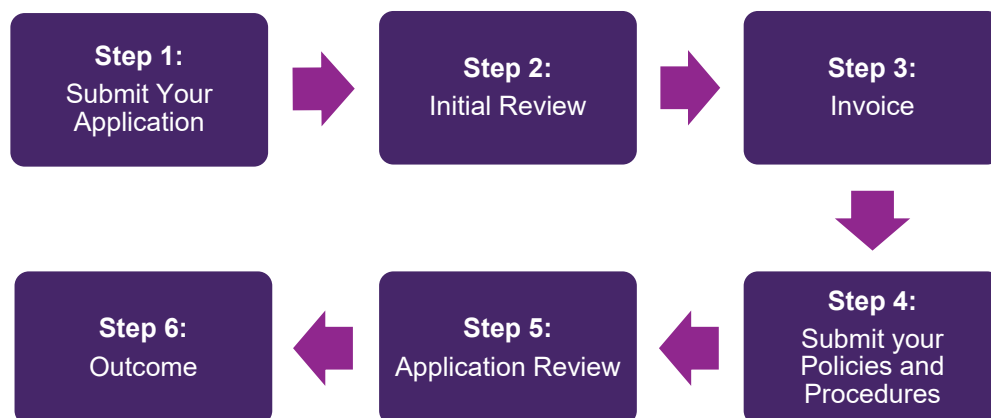 Step 1:
Submit Your
Application
Step 2:
Initial Review
Step 3:
Invoice
Step 4:
Submit your
Policies and
Procedures
Step 5:
Application Review
Step 6:
Outcome